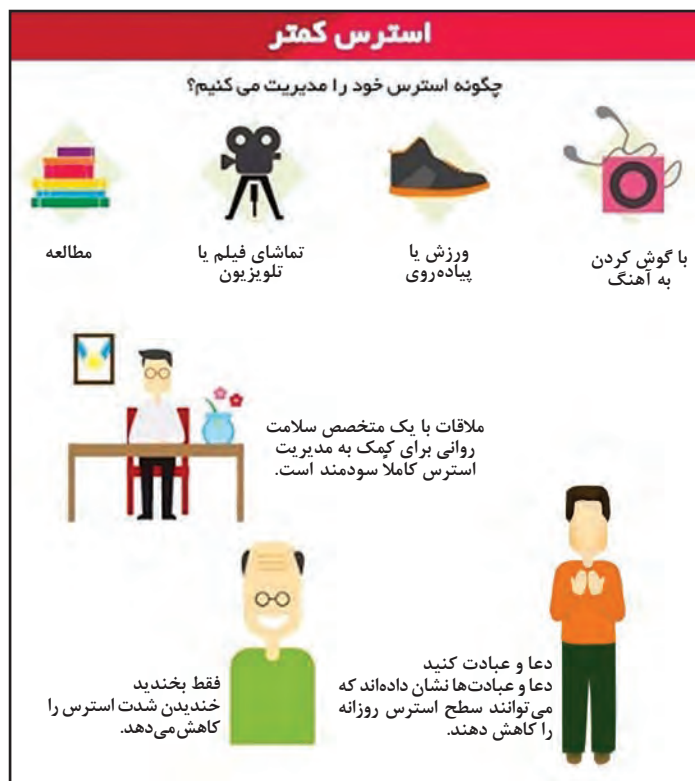 استرس کمتر
چگونه استرس خود را مدیریت می کنیم؟
با گوش کردن
به آهنگ
ورزش یا
پیاده‌روی
تماشای فیلم یا
تلویزیون
مطالعه
ملاقات با یک متخصص سلامت
روانی برای کمک به مدیریت
استرس کاملاً سودمند است.
دعا و عبادت کنید
دعا و عبادت‌ها نشان داده‌اند که
می‌توانند سطح استرس روزانه
را کاهش دهند.
فقط بخندید
خندیدن شدت استرس را
کاهش‌می‌دهد.